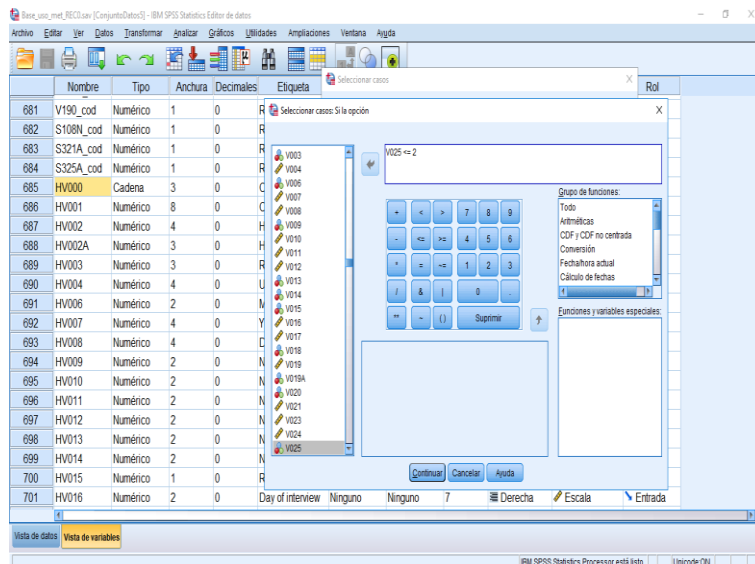 Base_uso_met_REC0.sav [ConjuntoDatos5] - IBM SPSS Statistics Editor de datos
Archivo Editar Ver Datos Transformar Analizar Gráficos Utilidades Ampliaciones Ventana Ayuda
Seleccionar casos
Nombre Tipo Anchura Decimales Etiqueta Rol
Seleccionar casos: Si la opción
681 V190_cod Numérico 1 0 R
682 S108N_cod Numérico 1 0 R
683 S321A_cod Numérico 1 0 R
684 S325A_cod Numérico 1 0 R
685 HV000 Cadena 3 0 C
686 HV001 Numérico 8 0 C
687 HV002 Numérico 4 0 H
688 HV002A Numérico 3 0 H
689 HV003 Numérico 3 0 R
690 HV004 Numérico 4 0 U
691 HV006 Numérico 2 0 M
692 HV007 Numérico 4 0 Y
693 HV008 Numérico 4 0 D
694 HV009 Numérico 2 0 N
695 HV010 Numérico 2 0 N
696 HV011 Numérico 2 0 N
697 HV012 Numérico 2 0 N
698 HV013 Numérico 2 0 N
699 HV014 Numérico 2 0 N
700 HV015 Numérico 1 0 R
701 HV016 Numérico 2 0 Day of interview Ninguno Ninguno 7 Derecha Escala Entrada
V003
V004
V006
V007
V008
V009
V010
V011
V012
V013
V014
V015
V016
V017
V018
V019
V019A
V020
V021
V022
V023
V024
V025
V025 <= 2
+ < > 7 8 9
- <= >= 4 5 6
* = ~= 1 2 3
/ & | 0 .
** ~ ( ) Suprimir
Grupo de funciones:
Todo
Aritméticas
CDF y CDF no centrada
Conversión
Fecha/hora actual
Cálculo de fechas
Funciones y variables especiales:
Continuar Cancelar Ayuda
Vista de datos Vista de variables
IBM SPSS Statistics Processor está listo Unicode:ON